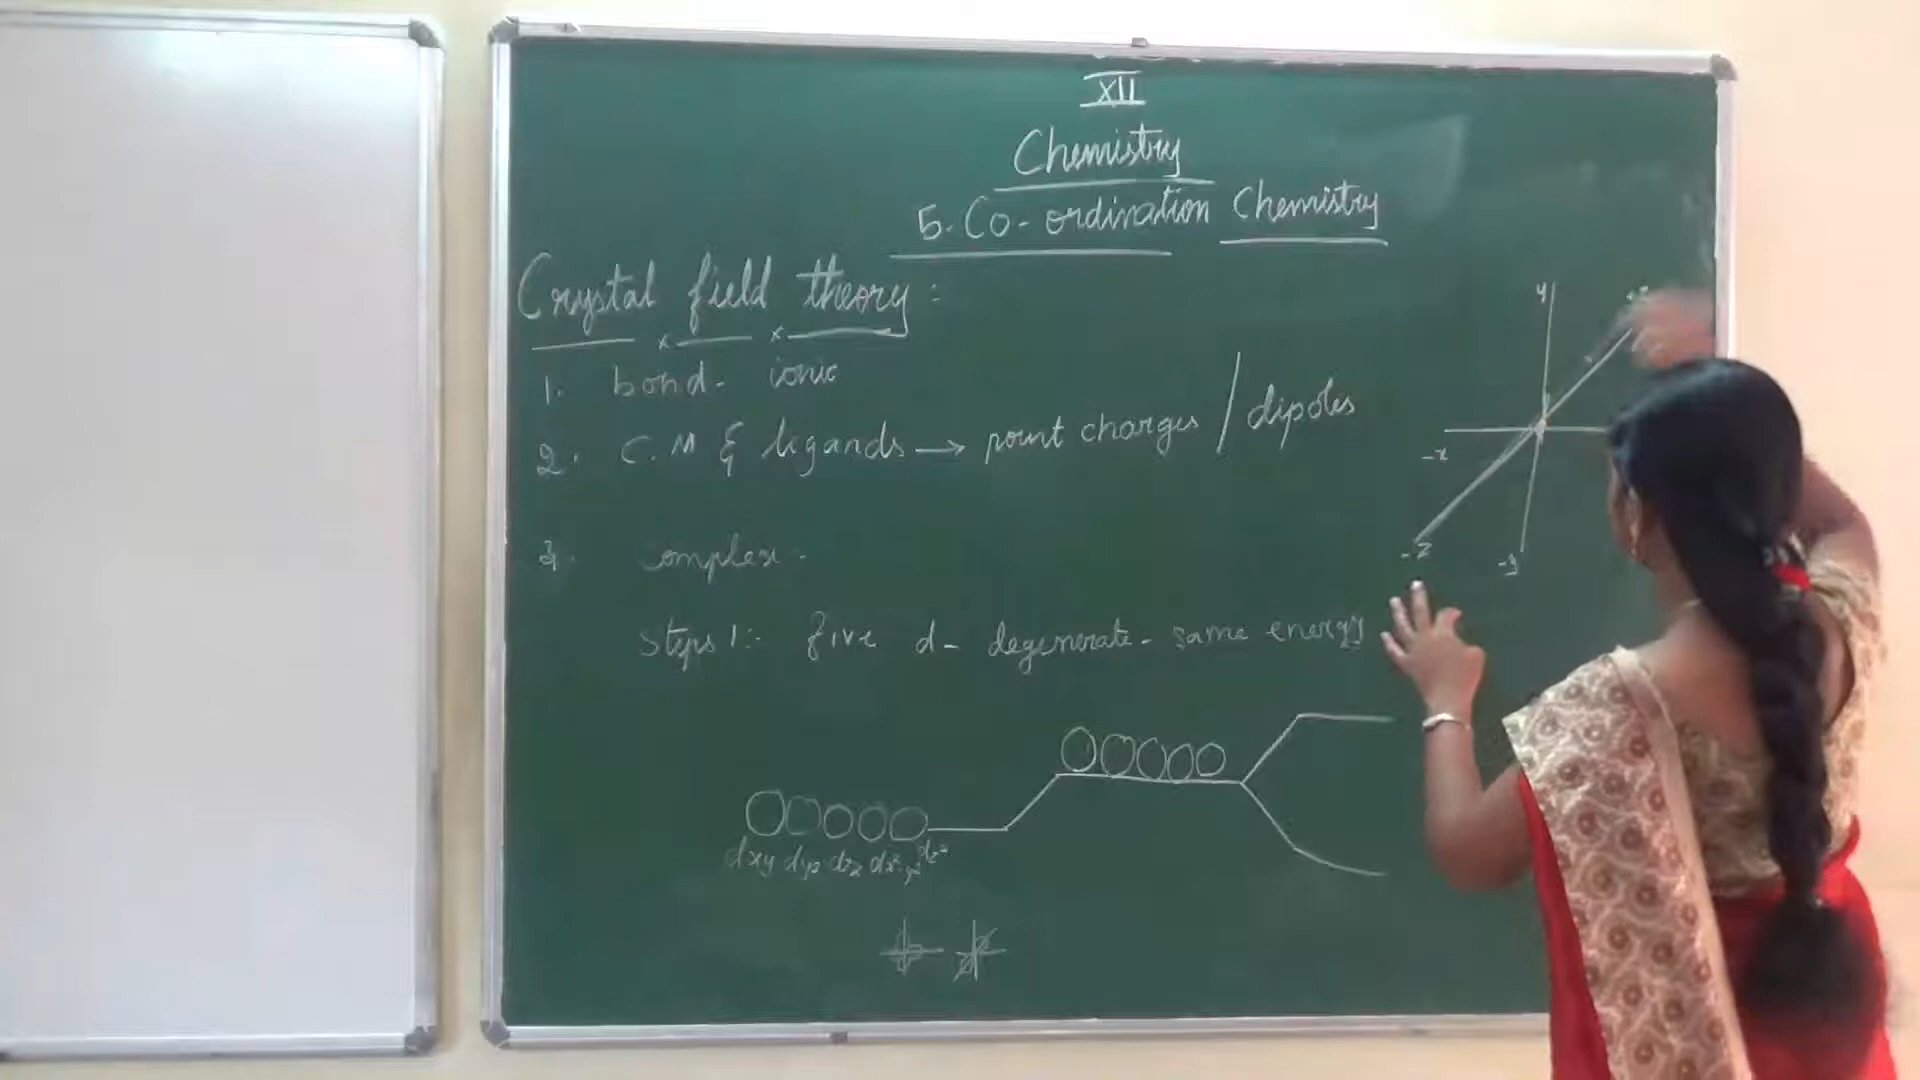 XII
Chemistry
5. Co-ordination Chemistry
Crystal field theory:
1. bond- ionic
2. C.M & ligands → point charges / dipoles
3. complex.
Steps 1:- five d- degenerate- same energy
dxy dyz dzx dx²-y² dz²
y
-x
-z
-y